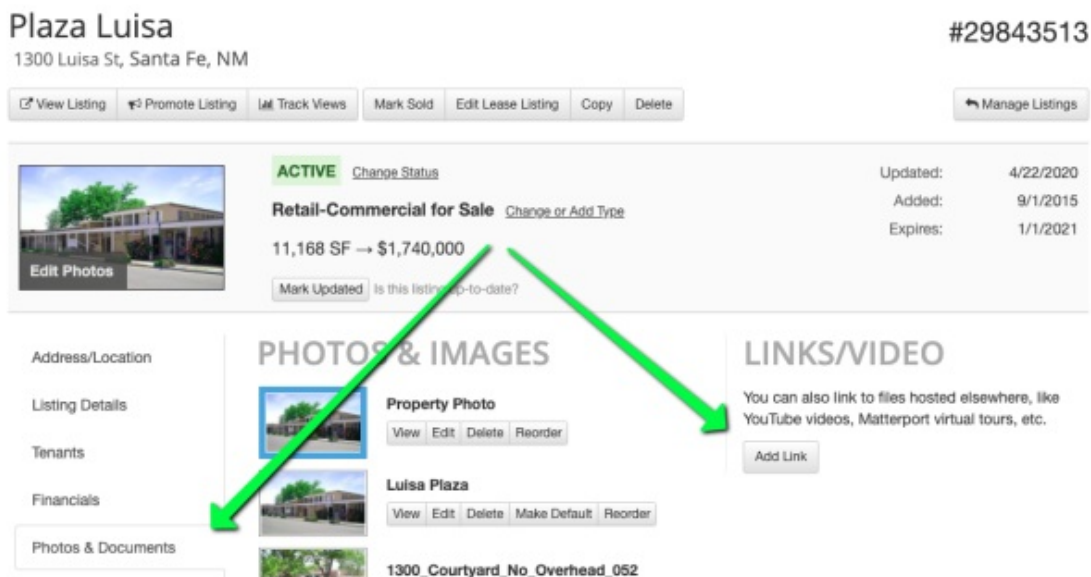 Plaza Luisa
#29843513
1300 Luisa St, Santa Fe, NM
View Listing Promote Listing Track Views Mark Sold Edit Lease Listing Copy Delete Manage Listings
ACTIVE Change Status
Updated: 4/22/2020
Retail-Commercial for Sale Change or Add Type
Added: 9/1/2015
11,168 SF → $1,740,000
Expires: 1/1/2021
Edit Photos
Mark Updated Is this listing up-to-date?
Address/Location
Listing Details
Tenants
Financials
Photos & Documents
PHOTOS & IMAGES
Property Photo
View Edit Delete Reorder
Luisa Plaza
View Edit Delete Make Default Reorder
1300_Courtyard_No_Overhead_052
LINKS/VIDEO
You can also link to files hosted elsewhere, like
YouTube videos, Matterport virtual tours, etc.
Add Link